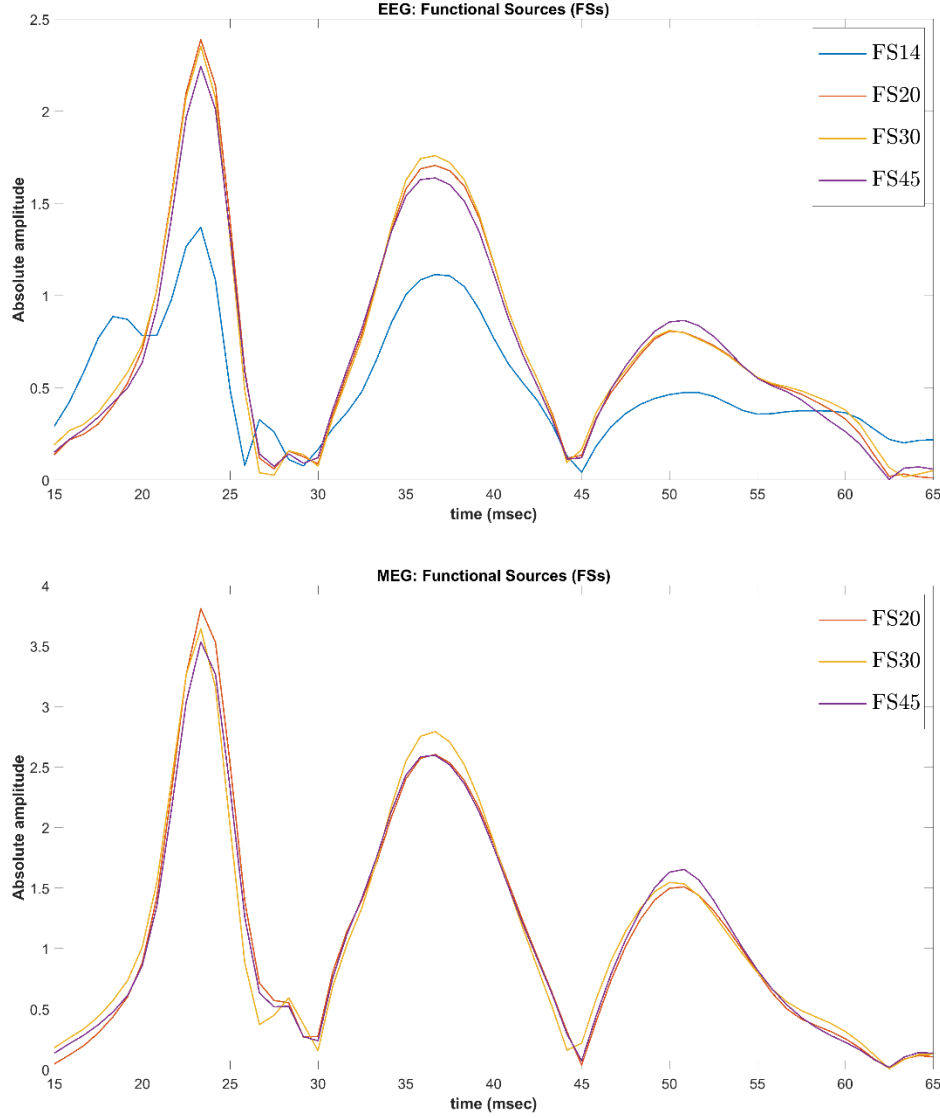 EEG: Functional Sources (FSs)
2.5
2
1.5
1
0.5
0
Absolute amplitude
FS14
FS20
FS30
FS45
15 20 25 30 35 40 45 50 55 60 65
time (msec)
MEG: Functional Sources (FSs)
4
3.5
3
2.5
2
1.5
1
0.5
0
Absolute amplitude
FS20
FS30
FS45
15 20 25 30 35 40 45 50 55 60 65
time (msec)